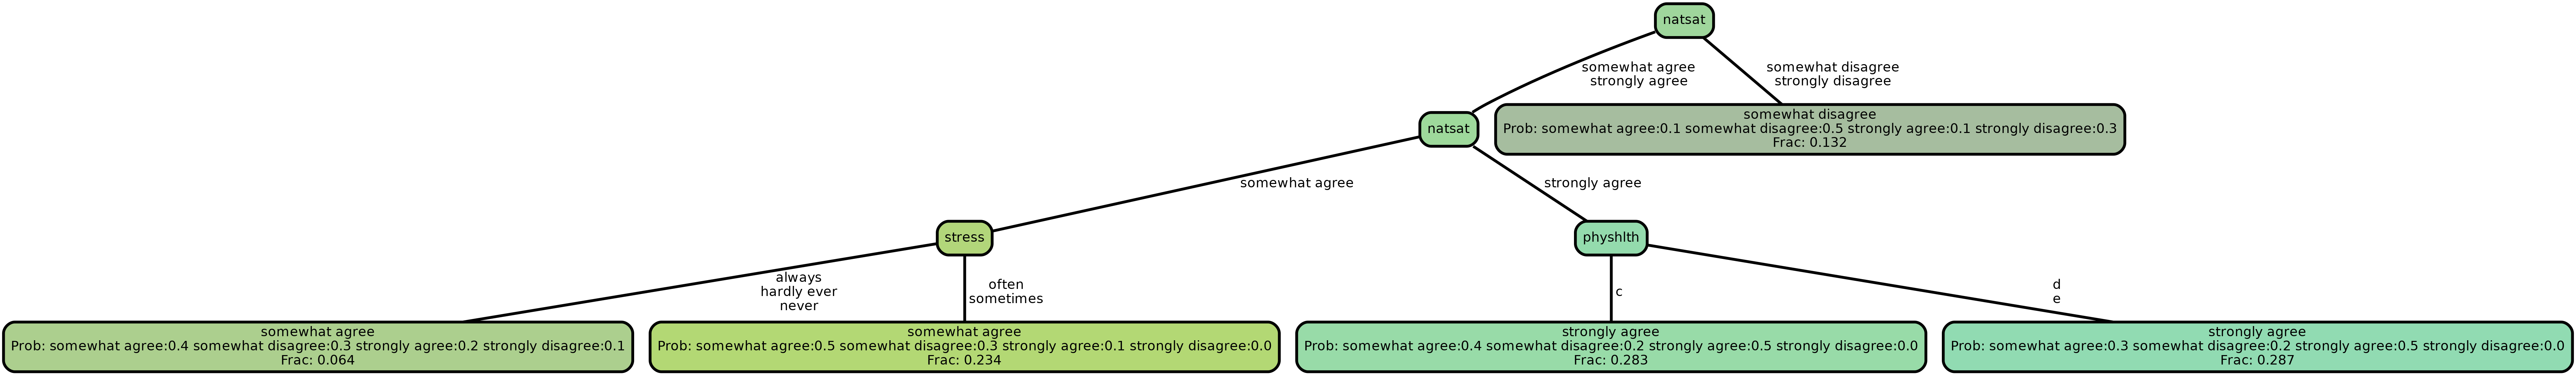 natsat
somewhat agree
strongly agree
somewhat disagree
strongly disagree
natsat
somewhat disagree
Prob: somewhat agree:0.1 somewhat disagree:0.5 strongly agree:0.1 strongly disagree:0.3
Frac: 0.132
somewhat agree
strongly agree
stress
physhlth
always
hardly ever
never
often
sometimes
c
d
e
somewhat agree
Prob: somewhat agree:0.4 somewhat disagree:0.3 strongly agree:0.2 strongly disagree:0.1
Frac: 0.064
somewhat agree
Prob: somewhat agree:0.5 somewhat disagree:0.3 strongly agree:0.1 strongly disagree:0.0
Frac: 0.234
strongly agree
Prob: somewhat agree:0.4 somewhat disagree:0.2 strongly agree:0.5 strongly disagree:0.0
Frac: 0.283
strongly agree
Prob: somewhat agree:0.3 somewhat disagree:0.2 strongly agree:0.5 strongly disagree:0.0
Frac: 0.287